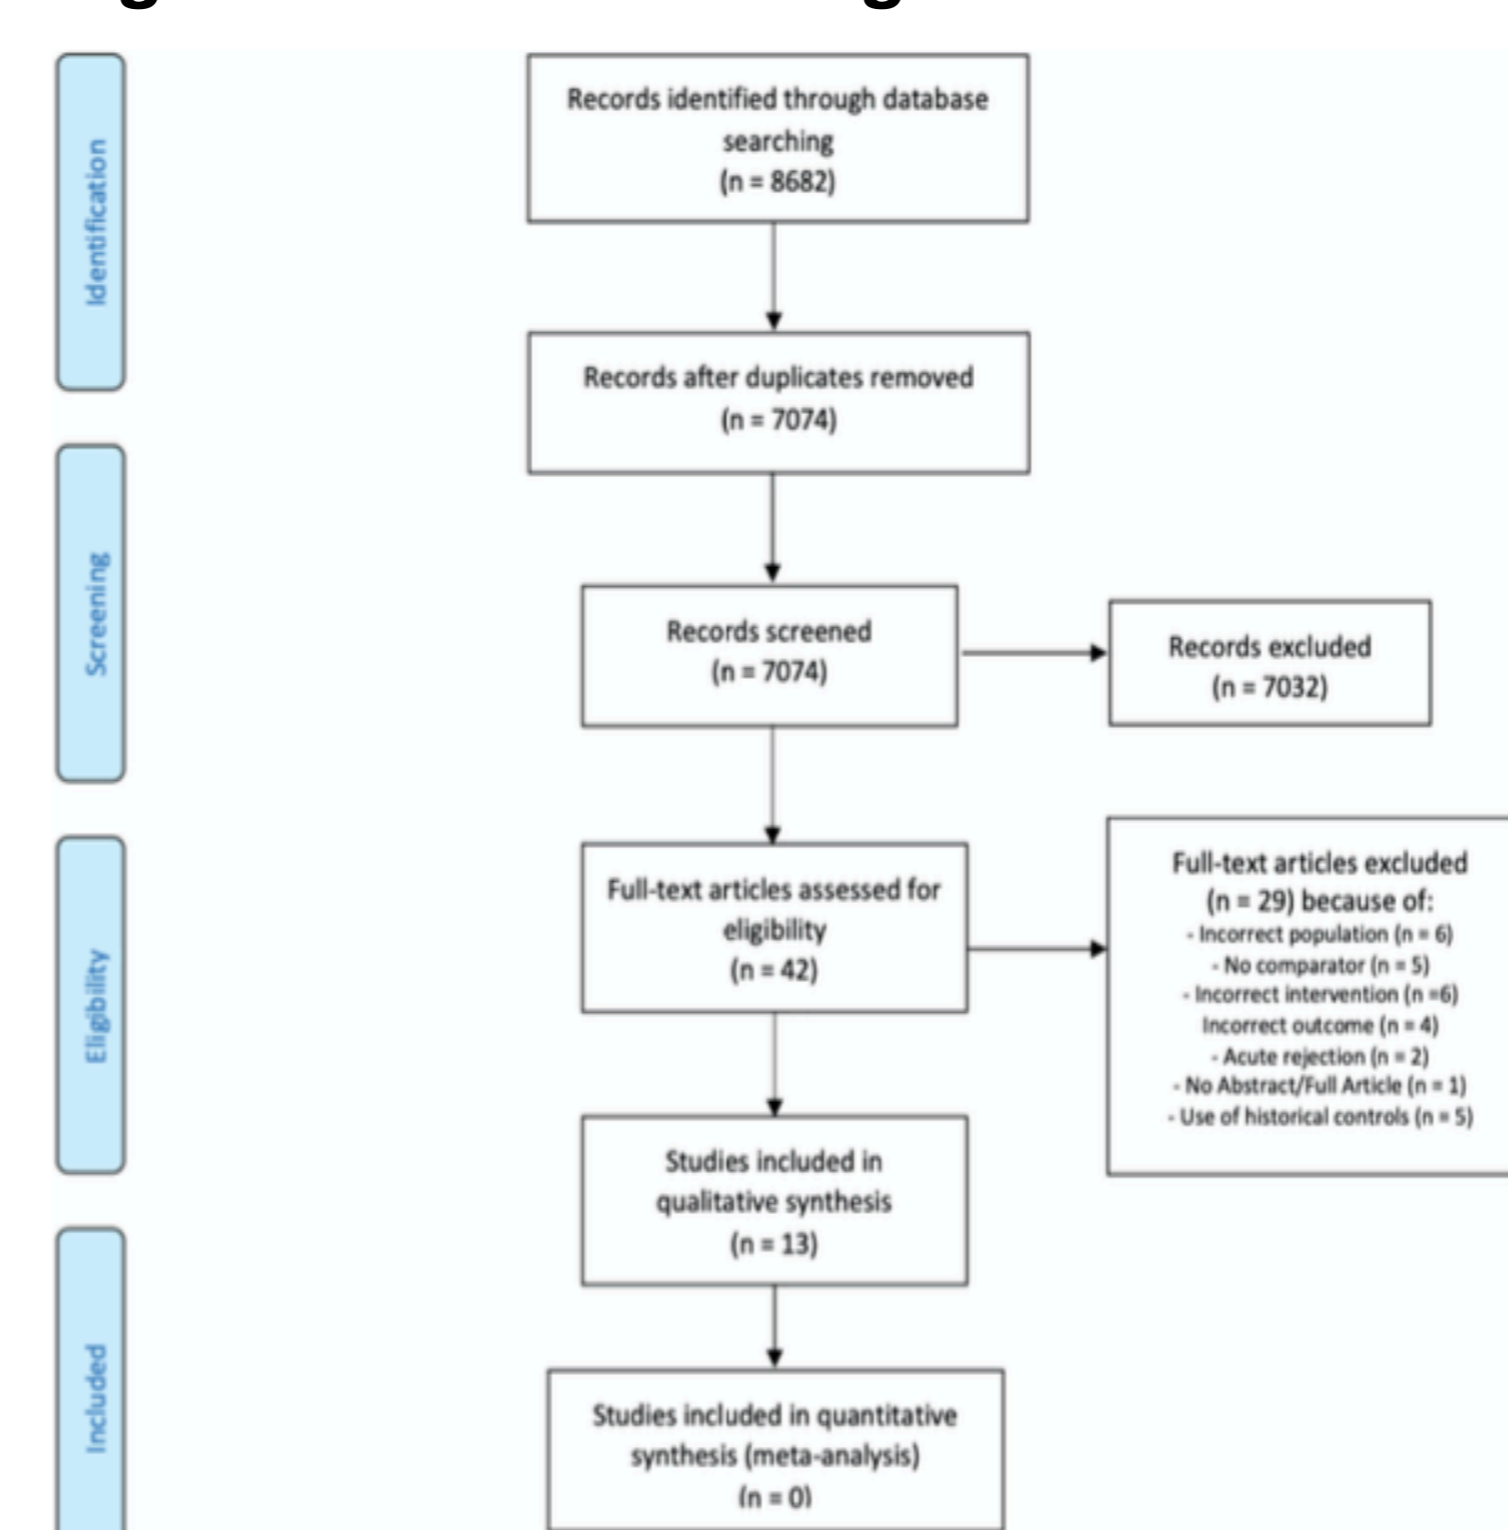 Identification
Records identified through database
searching
(n = 8682)
Records after duplicates removed
(n = 7074)
Screening
Records screened
(n = 7074)
Records excluded
(n = 7032)
Eligibility
Full-text articles assessed for
eligibility
(n = 42)
Full-text articles excluded
(n = 29) because of:
- Incorrect population (n = 6)
- No comparator (n = 5)
- Incorrect intervention (n =6)
Incorrect outcome (n = 4)
- Acute rejection (n = 2)
- No Abstract/Full Article (n = 1)
- Use of historical controls (n = 5)
Studies included in
qualitative synthesis
(n = 13)
Included
Studies included in quantitative
synthesis (meta-analysis)
(n = 0)